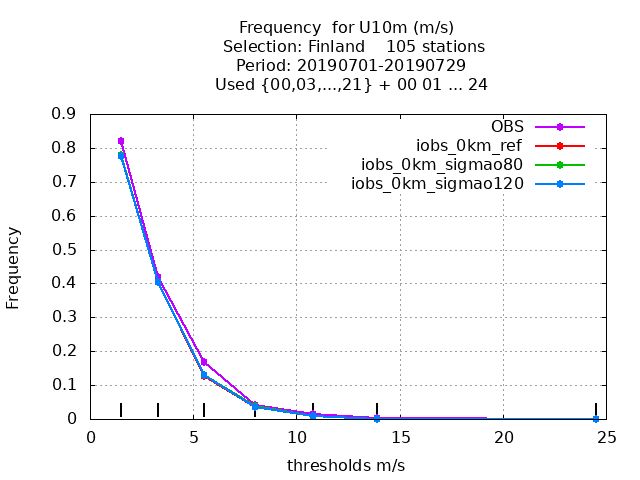 Frequency  for U10m (m/s)
Selection: Finland    105 stations
Period: 20190701-20190729
Used {00,03,...,21} + 00 01 ... 24
OBS
iobs_0km_ref
iobs_0km_sigmao80
iobs_0km_sigmao120
Frequency
0.9
0.8
0.7
0.6
0.5
0.4
0.3
0.2
0.1
0
0 5 10 15 20 25
thresholds m/s